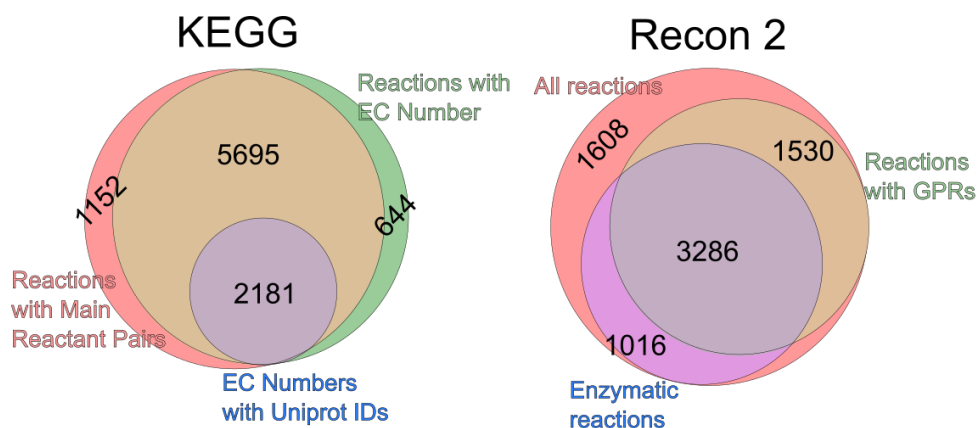 KEGG
Reactions with
EC Number
5695
1152
644
2181
Reactions
with Main
Reactant Pairs
EC Numbers
with Uniprot IDs
Recon 2
All reactions
1608
1530
Reactions
with GPRs
3286
1016
Enzymatic
reactions